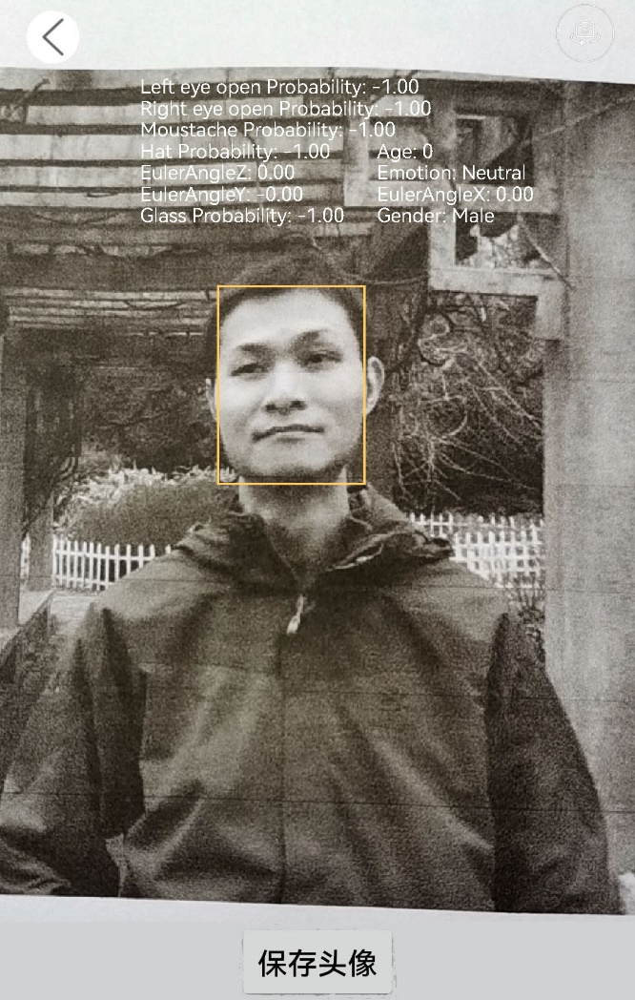 Left eye open Probability: -1.00
Right eye open Probability: -1.00
Moustache Probability: -1.00
Hat Probability: -1.00 Age: 0
EulerAngleZ: 0.00 Emotion: Neutral
EulerAngleY: -0.00 EulerAngleX: 0.00
Glass Probability: -1.00 Gender: Male
保存头像